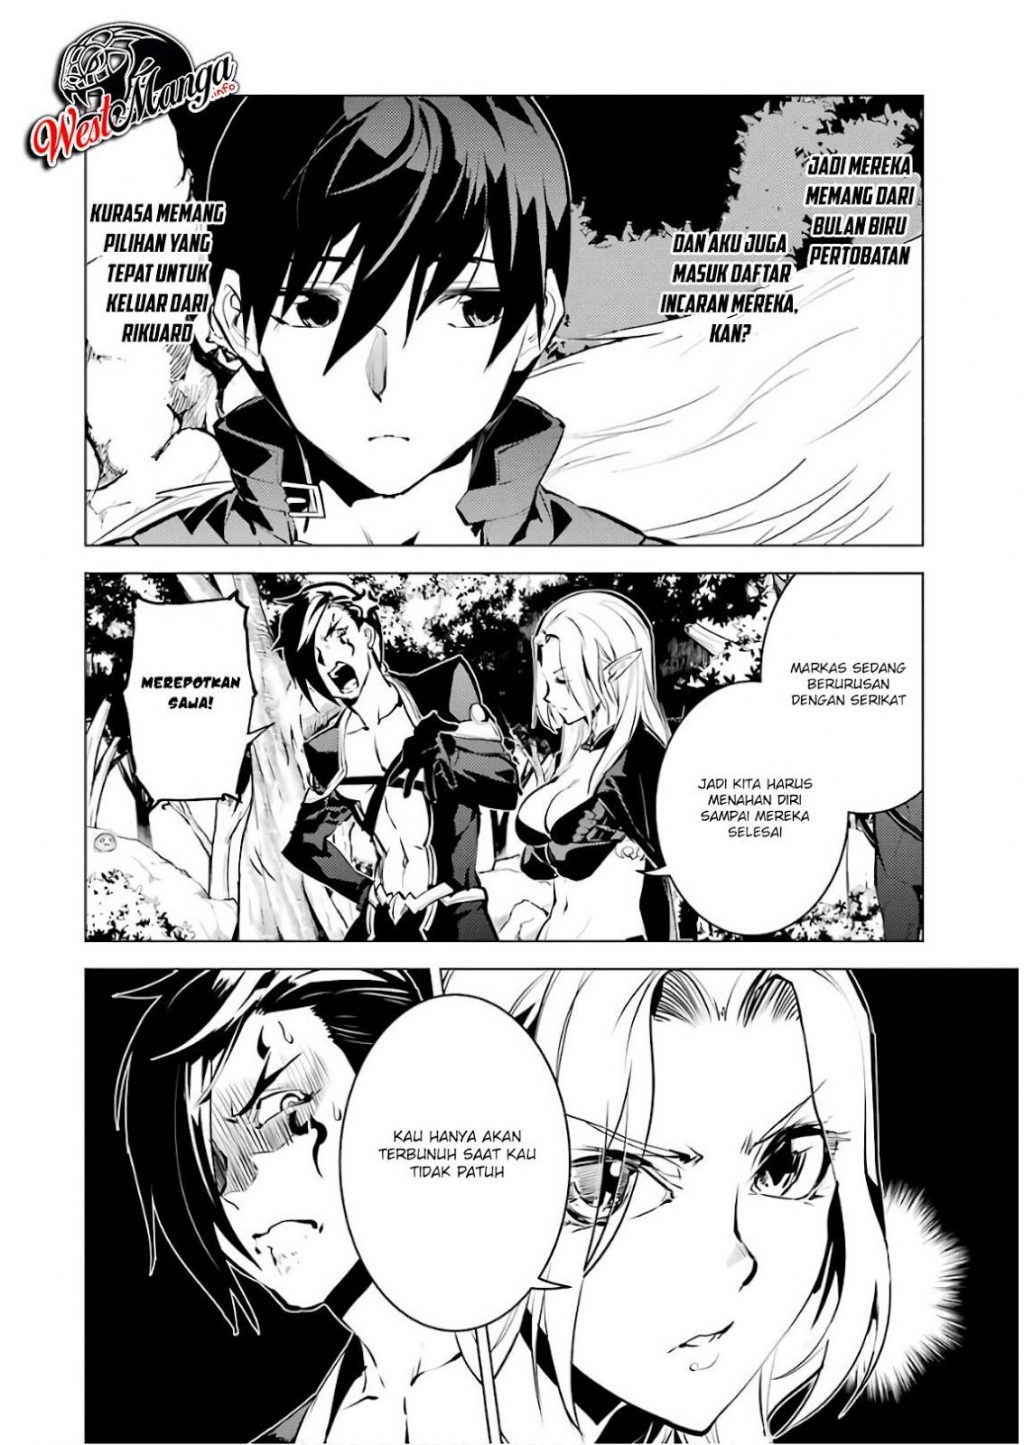 WestManga
.info
JADI MEREKA
MEMANG DARI
BULAN BIRU
PERTOBATAN
DAN AKU JUGA
MASUK DAFTAR
INCARAN MEREKA,
KAN?
KURASA MEMANG
PILIHAN YANG
TEPAT UNTUK
KELUAR DARI
RIKUARD
MARKAS SEDANG
BERURUSAN
DENGAN SERIKAT
JADI KITA HARUS
MENAHAN DIRI
SAMPAI MEREKA
SELESAI
MEREPOTKAN
SAJA!
KAU HANYA AKAN
TERBUNUH SAAT KAU
TIDAK PATUH